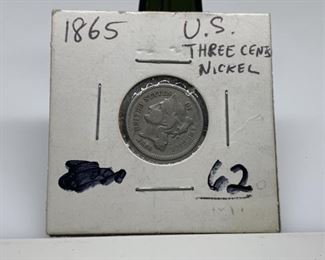 1865
U.S.
THREE CENT
NICKEL
UNITED STATES OF AMERICA
62